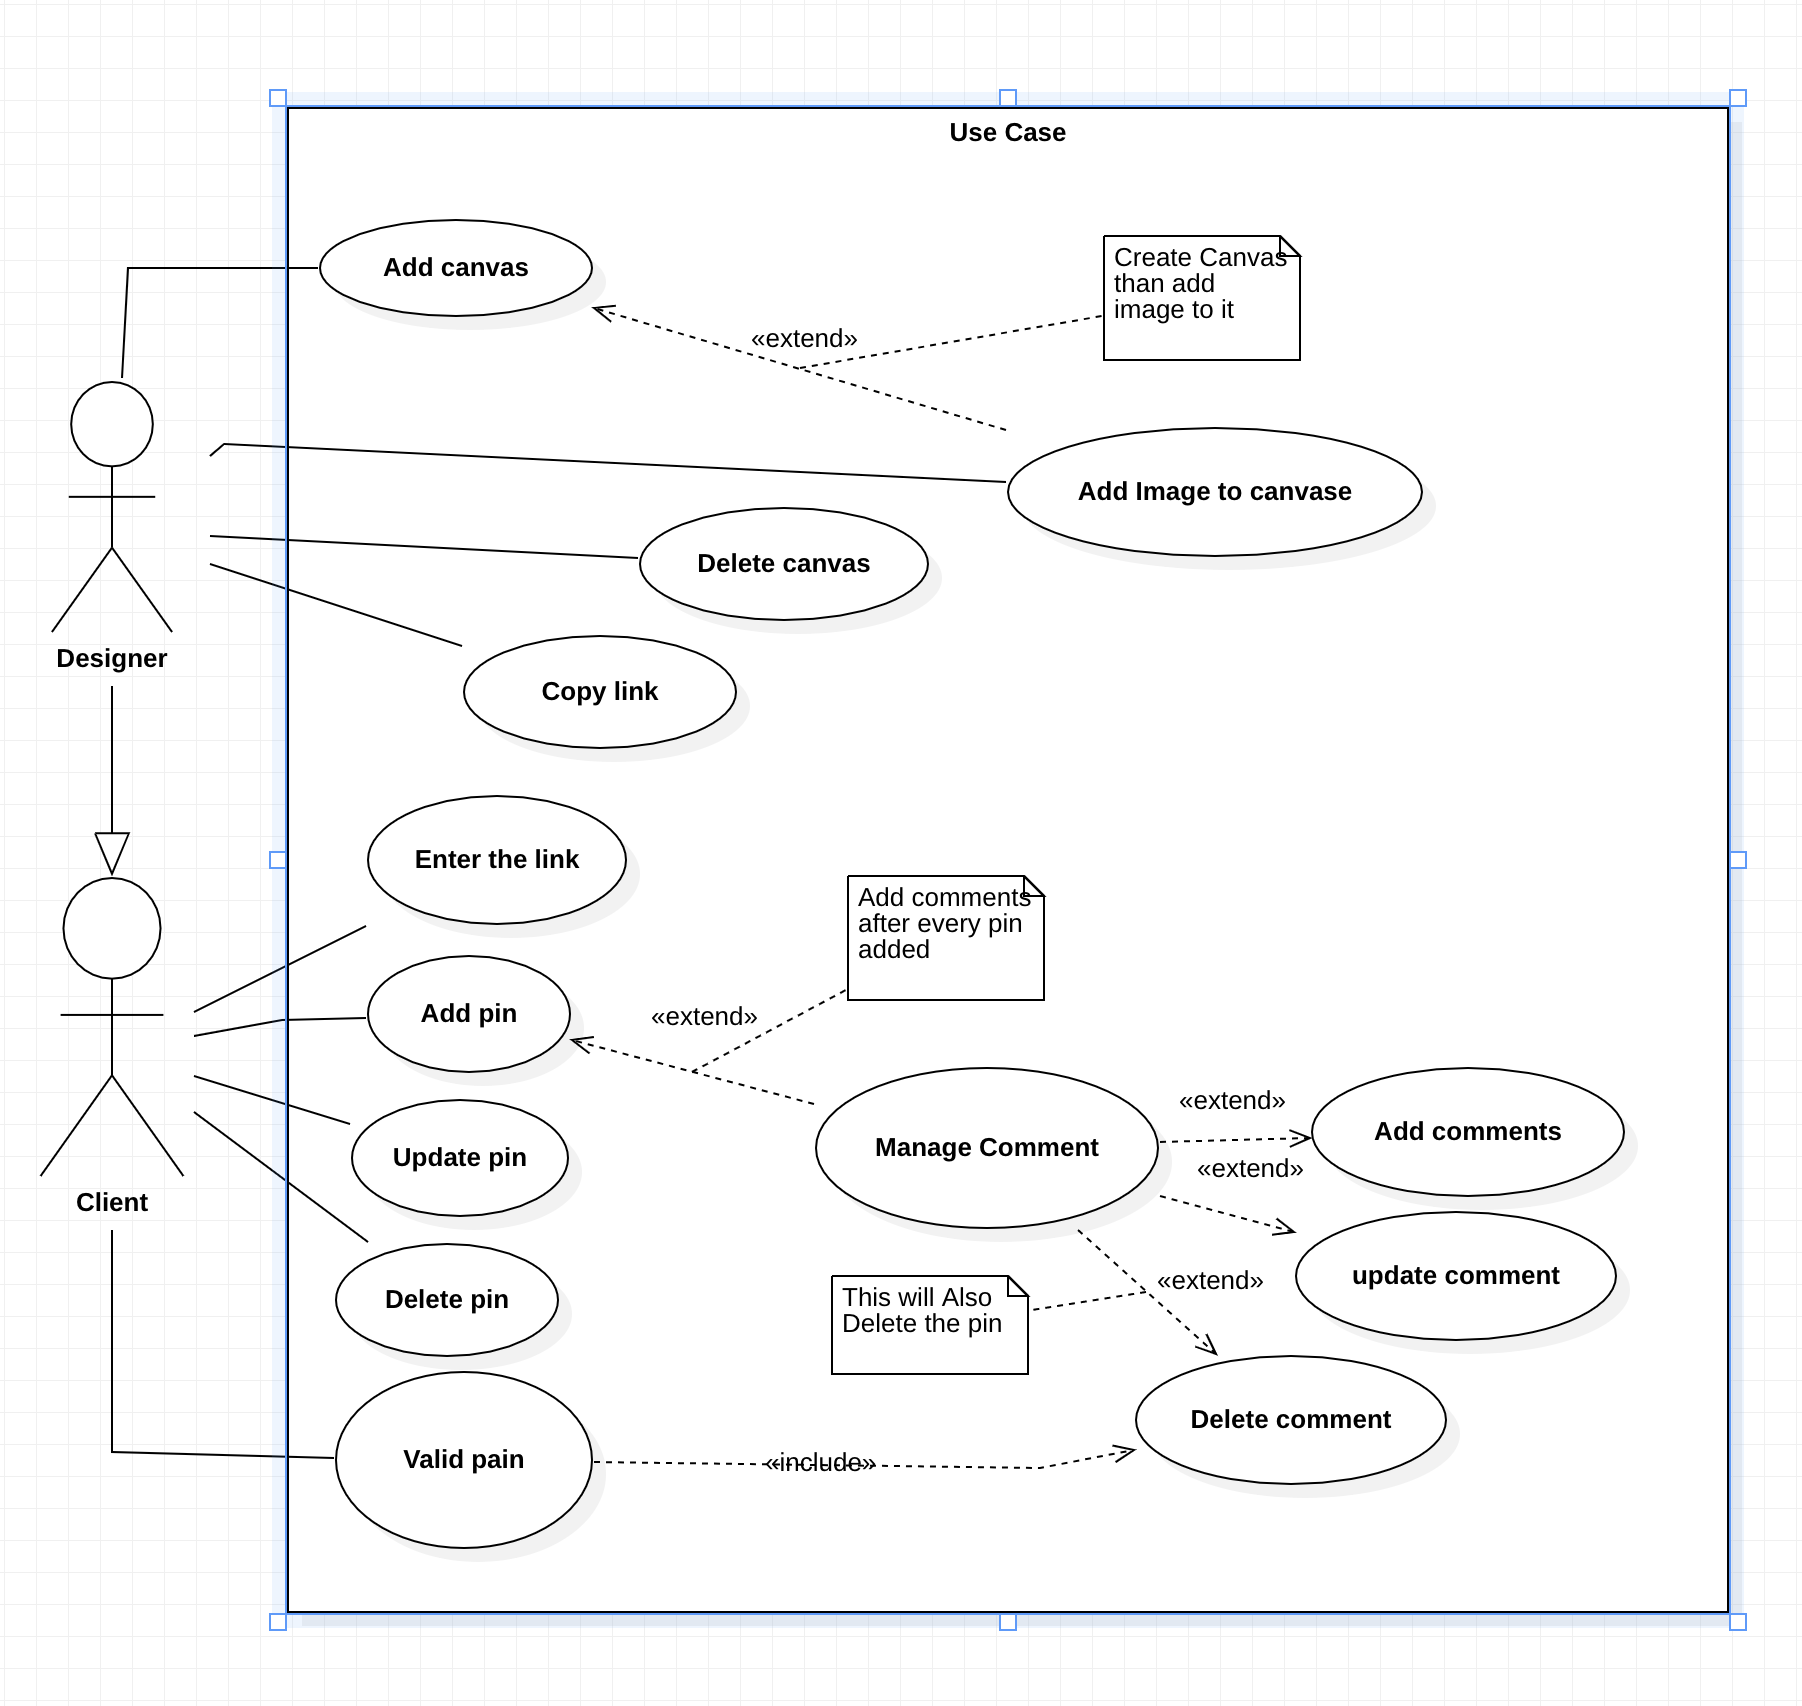 Use Case
Add canvas
Create Canvas
than add
image to it
«extend»
Add Image to canvase
Delete canvas
Designer
Copy link
Enter the link
Add comments
after every pin
added
Add pin
«extend»
Manage Comment
«extend»
Add comments
«extend»
Update pin
Client
update comment
«extend»
This will Also
Delete the pin
Delete pin
Delete comment
Valid pain
«include»